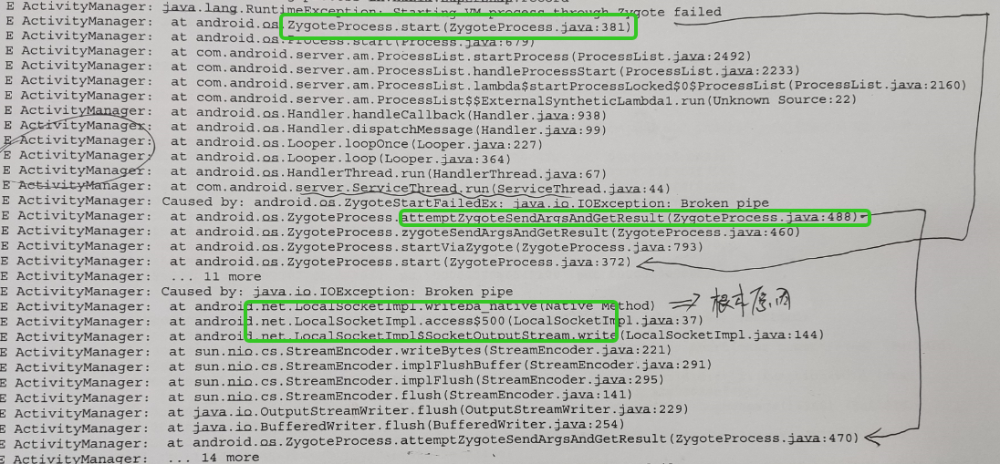 E ActivityManager: java.lang.RuntimeException: Starting VM process through Zygote failed
E ActivityManager: at android.os.ZygoteProcess.start(ZygoteProcess.java:381)
E ActivityManager: at android.os.Process.start(Process.java:679)
E ActivityManager: at com.android.server.am.ProcessList.startProcess(ProcessList.java:2492)
E ActivityManager: at com.android.server.am.ProcessList.handleProcessStart(ProcessList.java:2233)
E ActivityManager: at com.android.server.am.ProcessList.lambda$startProcessLocked$0$ProcessList(ProcessList.java:2160)
E ActivityManager: at com.android.server.am.ProcessList$$ExternalSyntheticLambda1.run(Unknown Source:22)
E ActivityManager: at android.os.Handler.handleCallback(Handler.java:938)
E ActivityManager: at android.os.Handler.dispatchMessage(Handler.java:99)
E ActivityManager: at android.os.Looper.loopOnce(Looper.java:227)
E ActivityManager: at android.os.Looper.loop(Looper.java:364)
E ActivityManager: at android.os.HandlerThread.run(HandlerThread.java:67)
E ActivityManager: at com.android.server.ServiceThread.run(ServiceThread.java:44)
E ActivityManager: Caused by: android.os.ZygoteStartFailedEx: java.io.IOException: Broken pipe
E ActivityManager: at android.os.ZygoteProcess.attemptZygoteSendArgsAndGetResult(ZygoteProcess.java:488)
E ActivityManager: at android.os.ZygoteProcess.zygoteSendArgsAndGetResult(ZygoteProcess.java:460)
E ActivityManager: at android.os.ZygoteProcess.startViaZygote(ZygoteProcess.java:793)
E ActivityManager: at android.os.ZygoteProcess.start(ZygoteProcess.java:372)
E ActivityManager: ... 11 more
E ActivityManager: Caused by: java.io.IOException: Broken pipe
E ActivityManager: at android.net.LocalSocketImpl.writeba_native(Native Method) => 根本原因
E ActivityManager: at android.net.LocalSocketImpl.access$500(LocalSocketImpl.java:37)
E ActivityManager: at android.net.LocalSocketImpl$SocketOutputStream.write(LocalSocketImpl.java:144)
E ActivityManager: at sun.nio.cs.StreamEncoder.writeBytes(StreamEncoder.java:221)
E ActivityManager: at sun.nio.cs.StreamEncoder.implFlushBuffer(StreamEncoder.java:291)
E ActivityManager: at sun.nio.cs.StreamEncoder.implFlush(StreamEncoder.java:295)
E ActivityManager: at sun.nio.cs.StreamEncoder.flush(StreamEncoder.java:141)
E ActivityManager: at java.io.OutputStreamWriter.flush(OutputStreamWriter.java:229)
E ActivityManager: at java.io.BufferedWriter.flush(BufferedWriter.java:254)
E ActivityManager: at android.os.ZygoteProcess.attemptZygoteSendArgsAndGetResult(ZygoteProcess.java:470)
E ActivityManager: ... 14 more